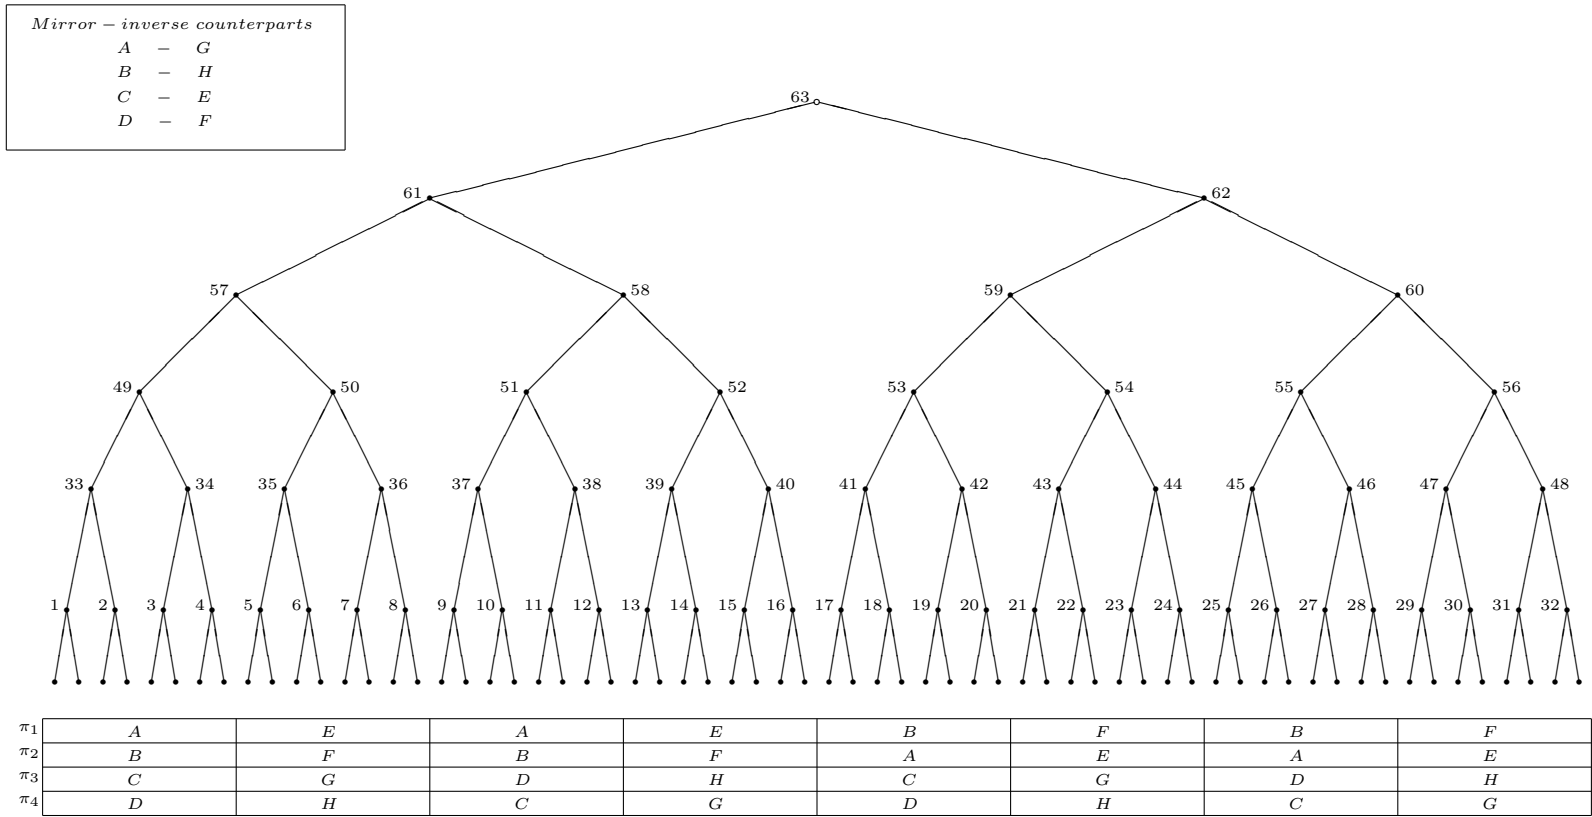 Mirror − inverse counterparts
A − G
B − H
C − E
D − F
63
61 62
57 58 59 60
49 50 51 52 53 54 55 56
33 34 35 36 37 38 39 40 41 42 43 44 45 46 47 48
1 2 3 4 5 6 7 8 9 10 11 12 13 14 15 16 17 18 19 20 21 22 23 24 25 26 27 28 29 30 31 32
π1 A E A E B F B F
π2 B F B F A E A E
π3 C G D H C G D H
π4 D H C G D H C G